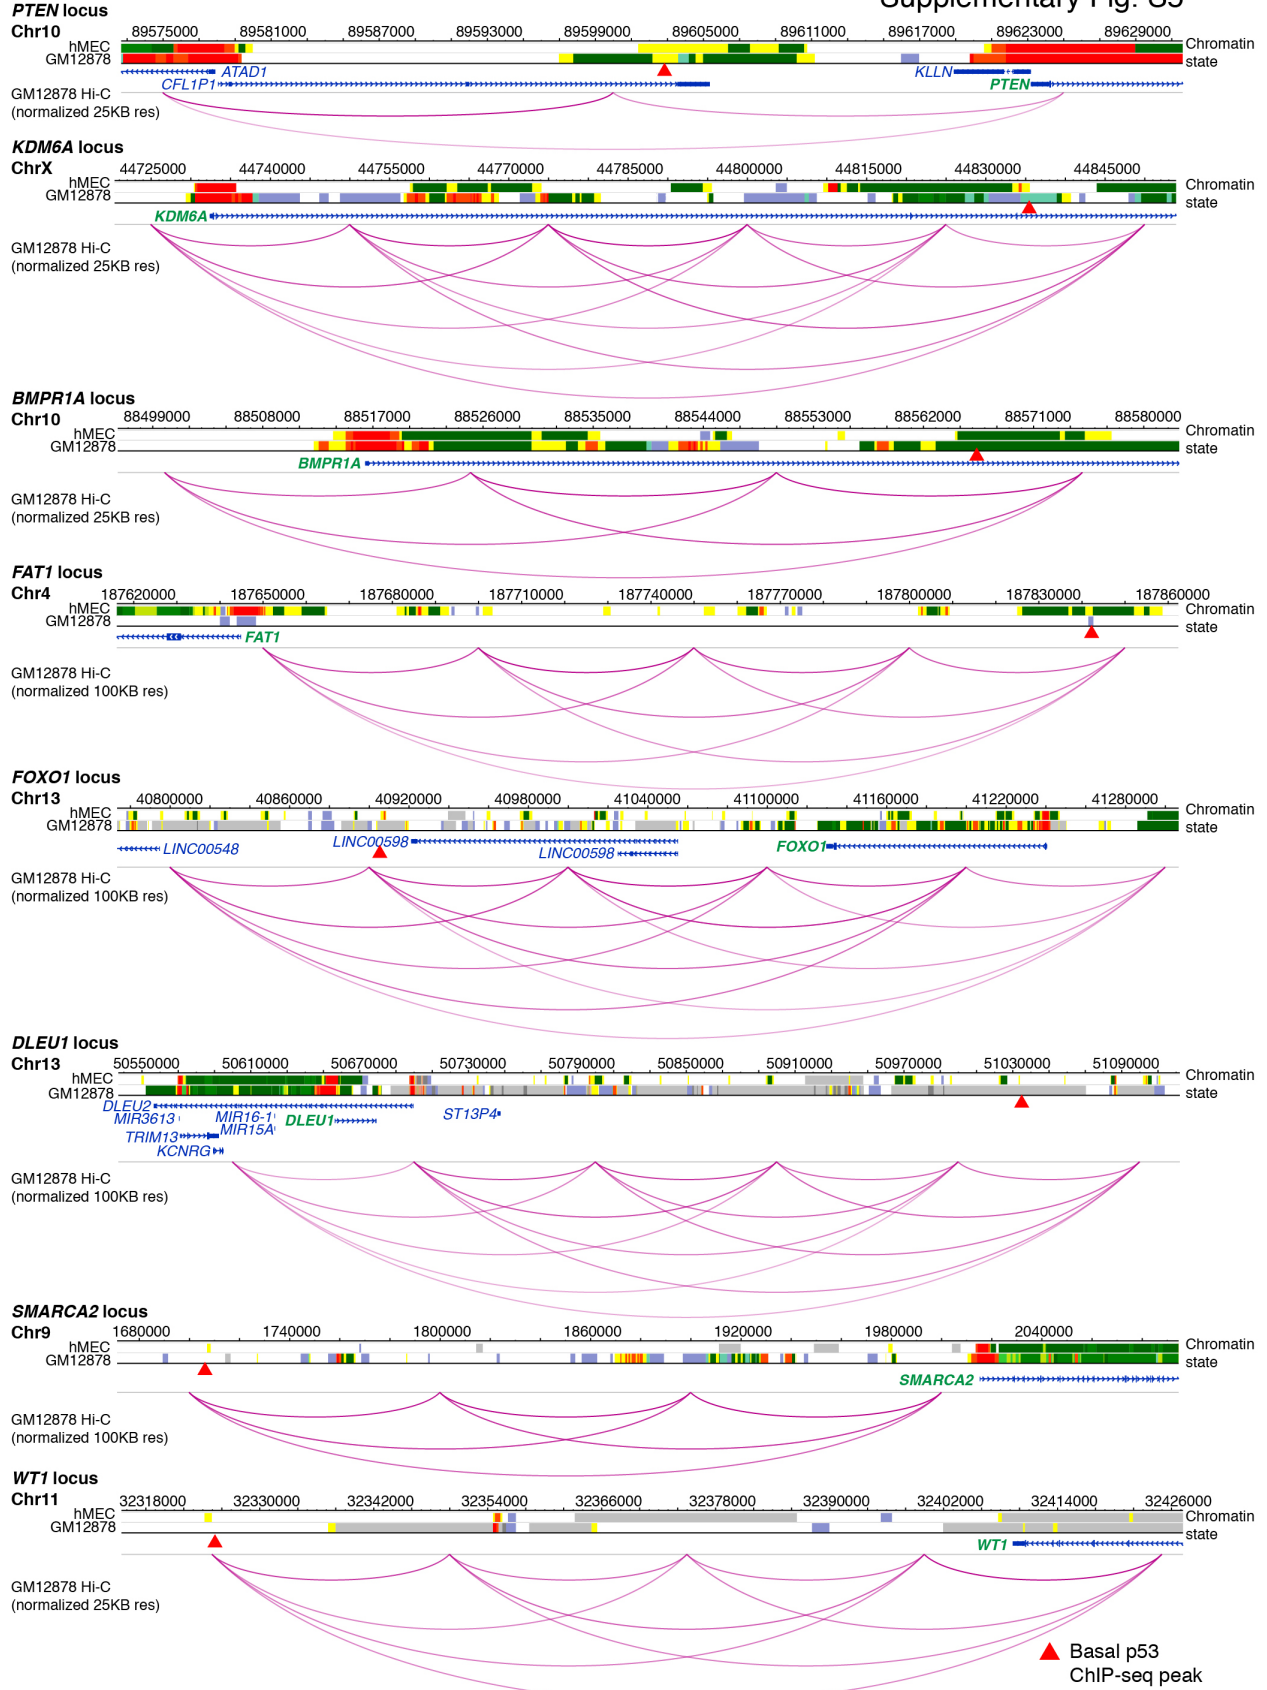 Supplementary Fig. S5
PTEN locus
Chr10
89575000 89581000 89587000 89593000 89599000 89605000 89611000 89617000 89623000 89629000
hMEC
GM12878
Chromatin
state
ATAD1
CFL1P1
KLLN
PTEN
GM12878 Hi-C
(normalized 25KB res)
KDM6A locus
ChrX
44725000 44740000 44755000 44770000 44785000 44800000 44815000 44830000 44845000
hMEC
GM12878
Chromatin
state
KDM6A
GM12878 Hi-C
(normalized 25KB res)
BMPR1A locus
Chr10
88499000 88508000 88517000 88526000 88535000 88544000 88553000 88562000 88571000 88580000
hMEC
GM12878
Chromatin
state
BMPR1A
GM12878 Hi-C
(normalized 25KB res)
FAT1 locus
Chr4
187620000 187650000 187680000 187710000 187740000 187770000 187800000 187830000 187860000
hMEC
GM12878
Chromatin
state
FAT1
GM12878 Hi-C
(normalized 100KB res)
FOXO1 locus
Chr13
40800000 40860000 40920000 40980000 41040000 41100000 41160000 41220000 41280000
hMEC
GM12878
Chromatin
state
LINC00548
LINC00598
LINC00598
FOXO1
GM12878 Hi-C
(normalized 100KB res)
DLEU1 locus
Chr13
50550000 50610000 50670000 50730000 50790000 50850000 50910000 50970000 51030000 51090000
hMEC
GM12878
Chromatin
state
DLEU2
MIR3613
MIR16-1
MIR15A
DLEU1
ST13P4
TRIM13
KCNRG
GM12878 Hi-C
(normalized 100KB res)
SMARCA2 locus
Chr9
1680000 1740000 1800000 1860000 1920000 1980000 2040000
hMEC
GM12878
Chromatin
state
SMARCA2
GM12878 Hi-C
(normalized 100KB res)
WT1 locus
Chr11
32318000 32330000 32342000 32354000 32366000 32378000 32390000 32402000 32414000 32426000
hMEC
GM12878
Chromatin
state
WT1
GM12878 Hi-C
(normalized 25KB res)
Basal p53
ChIP-seq peak